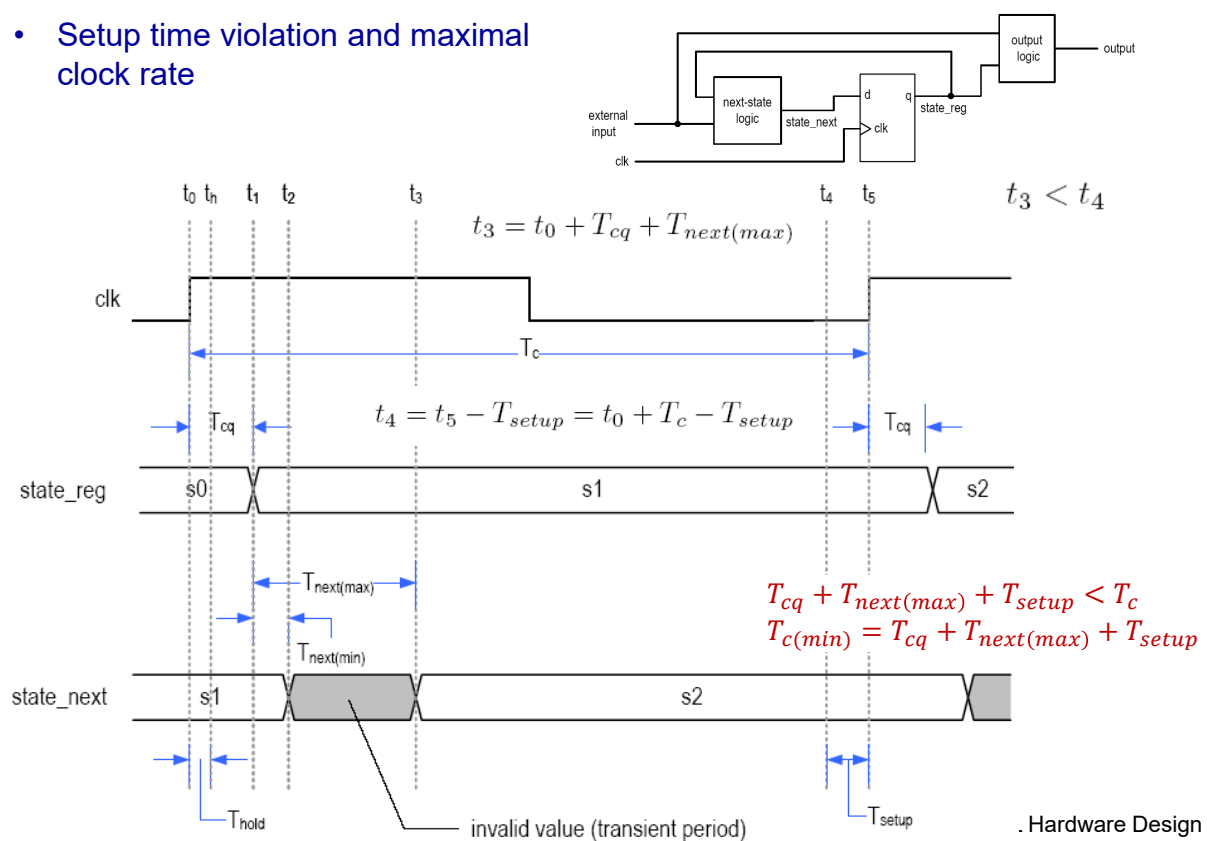 • Setup time violation and maximal
clock rate
output
logic
output
next-state
logic
d
q
clk
state_next
state_reg
external
input
clk
t0 th t1 t2 t3 t4 t5
t3 < t4
t3 = t0 + Tcq + Tnext(max)
clk
Tc
t4 = t5 − Tsetup = t0 + Tc − Tsetup
Tcq
Tcq
state_reg
s0
s1
s2
Tnext(max)
Tnext(min)
Tcq + Tnext(max) + Tsetup < Tc
Tc(min) = Tcq + Tnext(max) + Tsetup
state_next
s1
s2
Thold
invalid value (transient period)
Tsetup
. Hardware Design